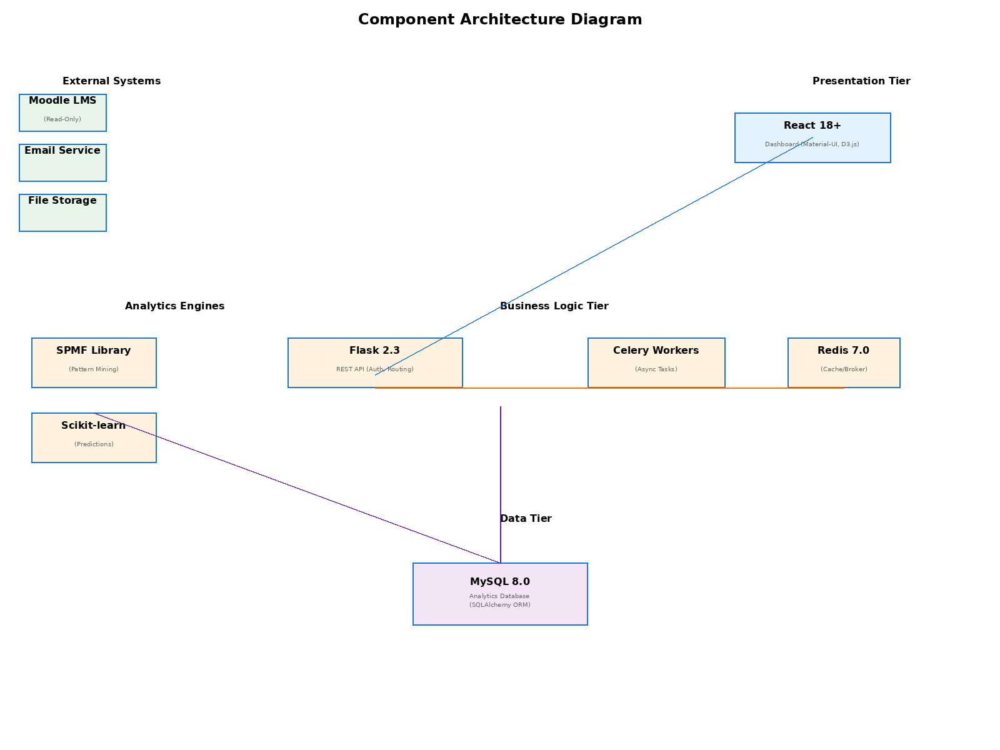 Component Architecture Diagram
External Systems
Presentation Tier
Moodle LMS
(Read-Only)
Email Service
File Storage
React 18+
Dashboard (Material-UI, D3.js)
Analytics Engines
Business Logic Tier
SPMF Library
(Pattern Mining)
Flask 2.3
REST API (Auth, Routing)
Celery Workers
(Async Tasks)
Redis 7.0
(Cache/Broker)
Scikit-learn
(Predictions)
Data Tier
MySQL 8.0
Analytics Database
(SQLAlchemy ORM)